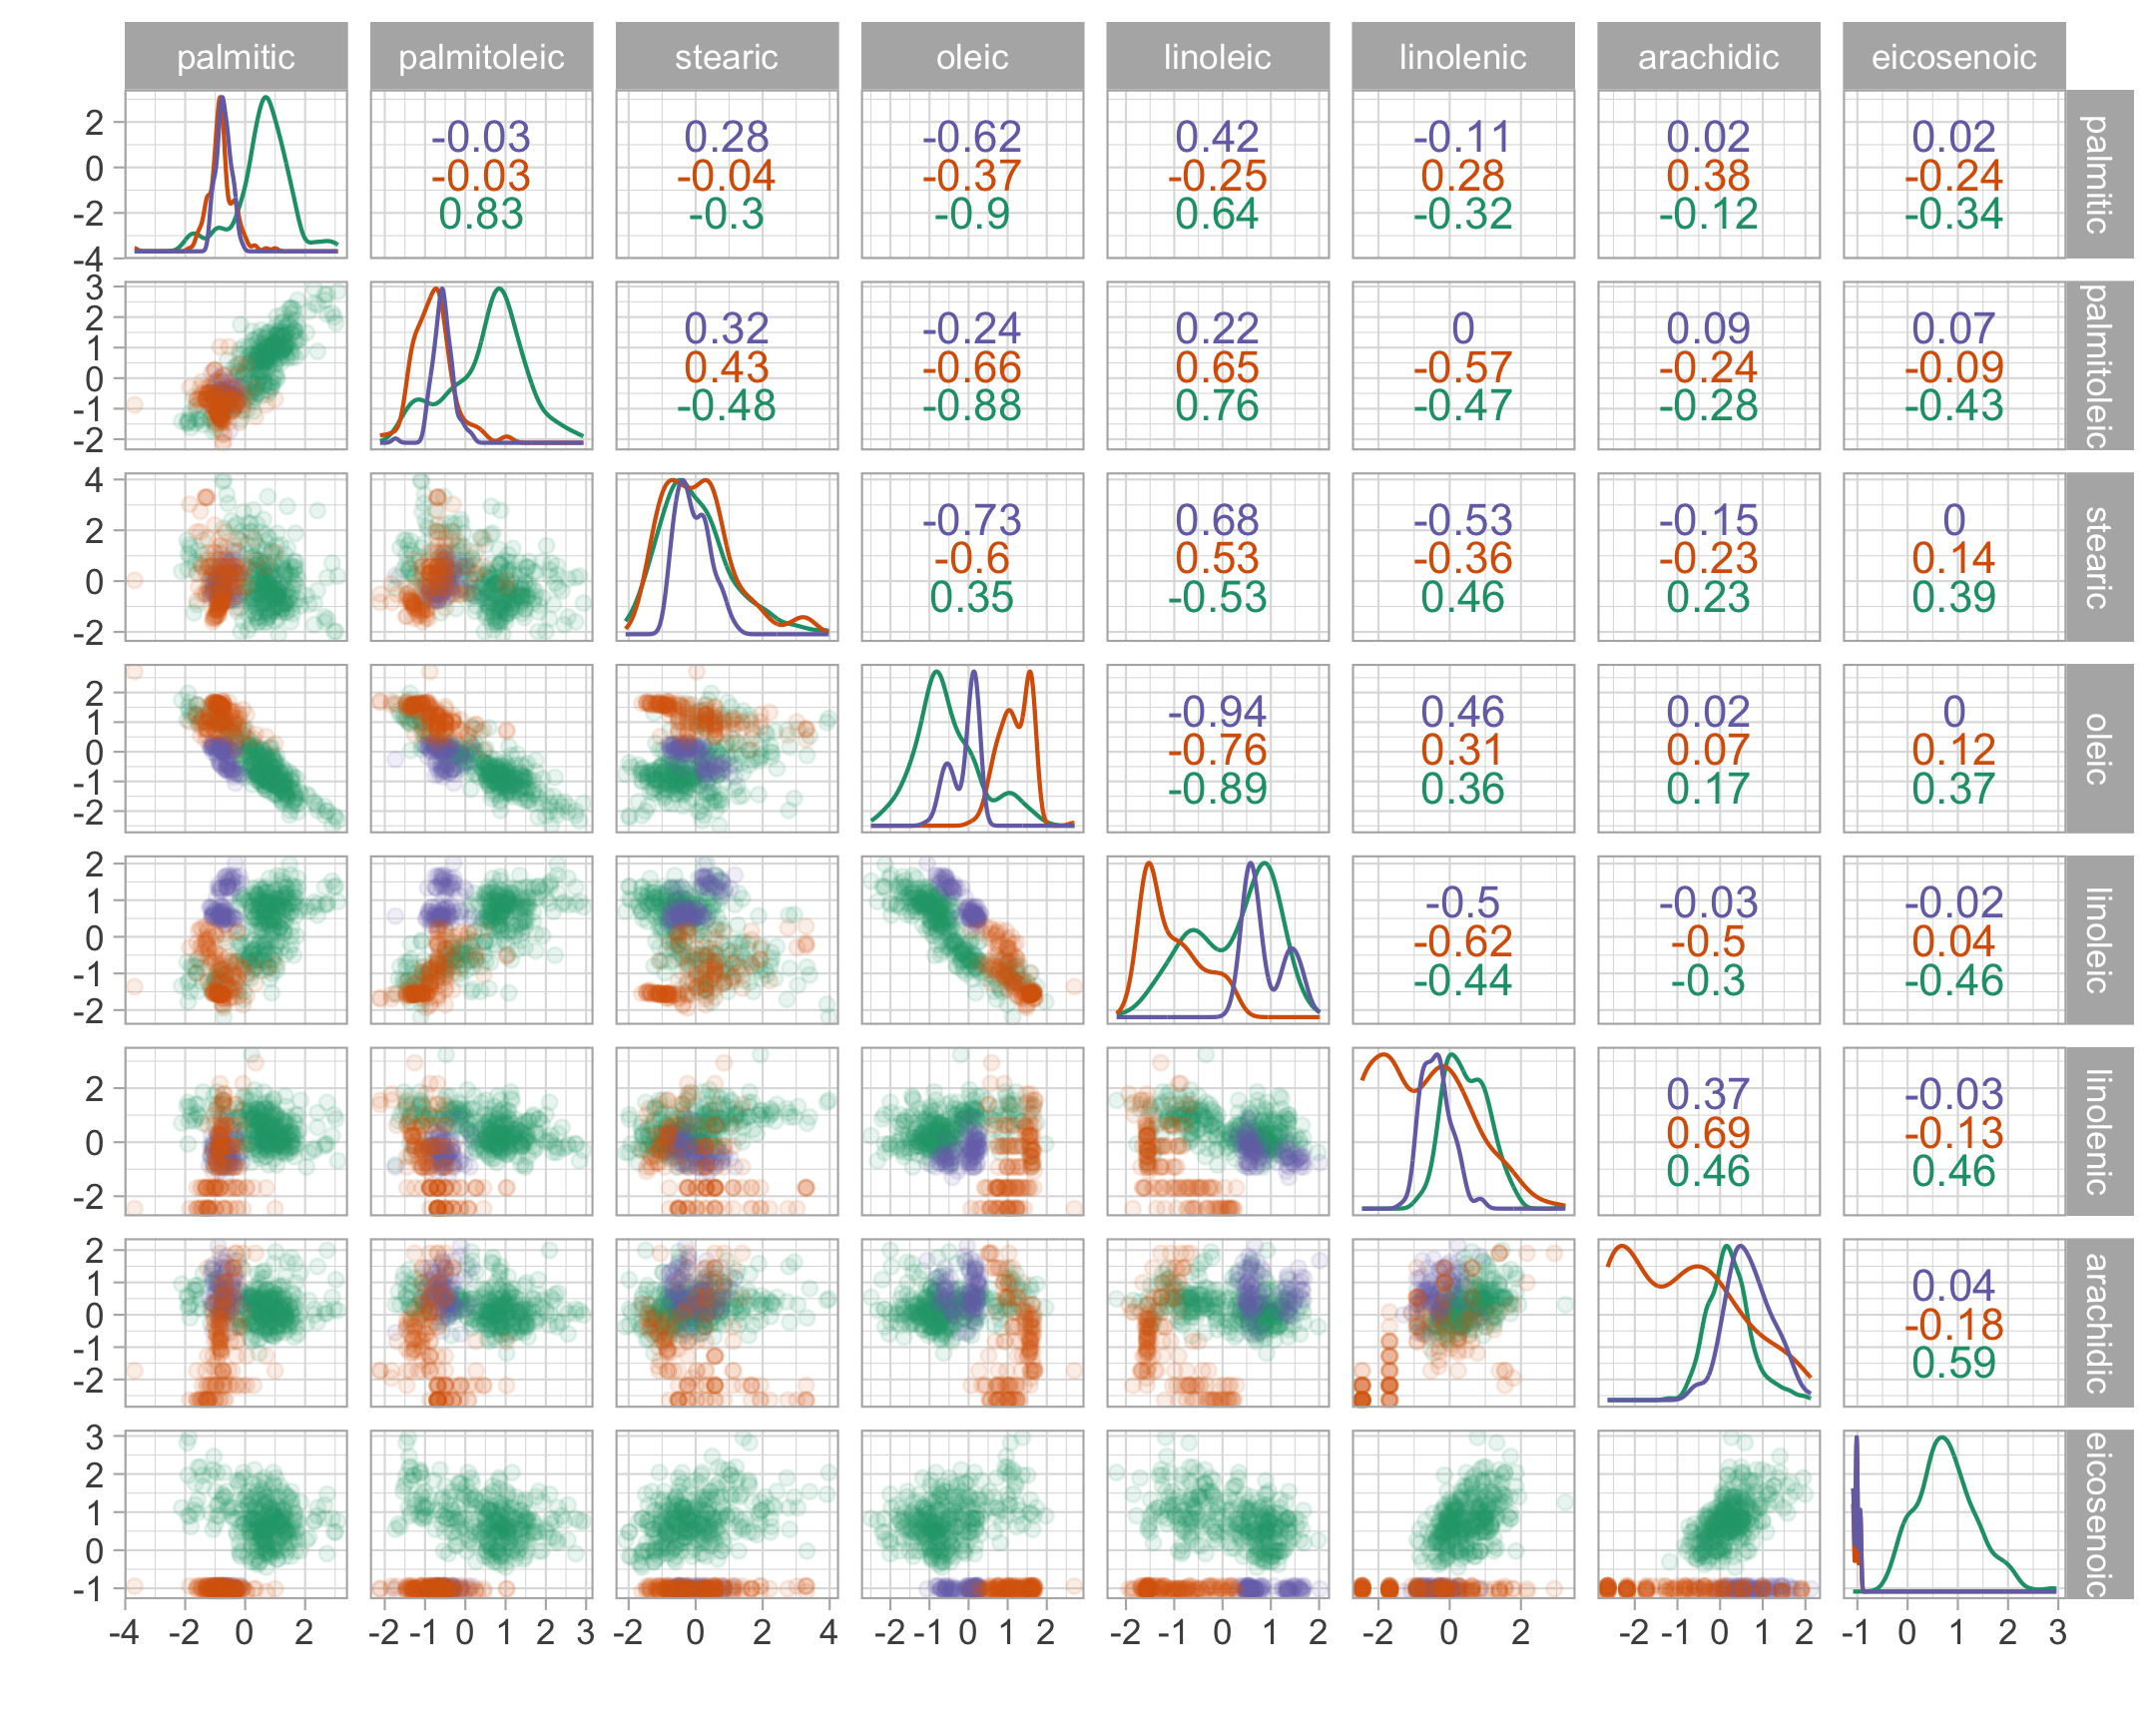 palmitic palmitoleic stearic oleic linoleic linolenic arachidic eicosenoic
2
0
-2
-4
-0.03 0.28 -0.62 0.42 -0.11 0.02 0.02
-0.03 -0.04 -0.37 -0.25 0.28 0.38 -0.24
0.83 -0.3 -0.9 0.64 -0.32 -0.12 -0.34
palmitic
3
2
1
0
-1
-2
0.32 -0.24 0.22 0 0.09 0.07
0.43 -0.66 0.65 -0.57 -0.24 -0.09
-0.48 -0.88 0.76 -0.47 -0.28 -0.43
palmitoleic
4
2
0
-2
-0.73 0.68 -0.53 -0.15 0
-0.6 0.53 -0.36 -0.23 0.14
0.35 -0.53 0.46 0.23 0.39
stearic
2
1
0
-1
-2
-0.94 0.46 0.02 0
-0.76 0.31 0.07 0.12
-0.89 0.36 0.17 0.37
oleic
2
1
0
-1
-2
-0.5 -0.03 -0.02
-0.62 -0.5 0.04
-0.44 -0.3 -0.46
linoleic
2
0
-2
0.37 -0.03
0.69 -0.13
0.46 0.46
linolenic
2
1
0
-1
-2
0.04
-0.18
0.59
arachidic
3
2
1
0
-1
eicosenoic
-4 -2 0 2 -2 -1 0 1 2 3 -2 0 2 4 -2 -1 0 1 2 -2 -1 0 1 2 -2 0 2 -2 -1 0 1 2 -1 0 1 2 3